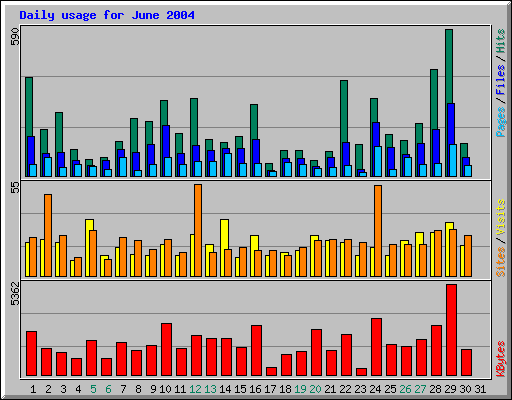 Daily usage for June 2004
590
Pages / Files / Hits
55
Sites / Visits
5362
KBytes
1 2 3 4 5 6 7 8 9 10 11 12 13 14 15 16 17 18 19 20 21 22 23 24 25 26 27 28 29 30 31